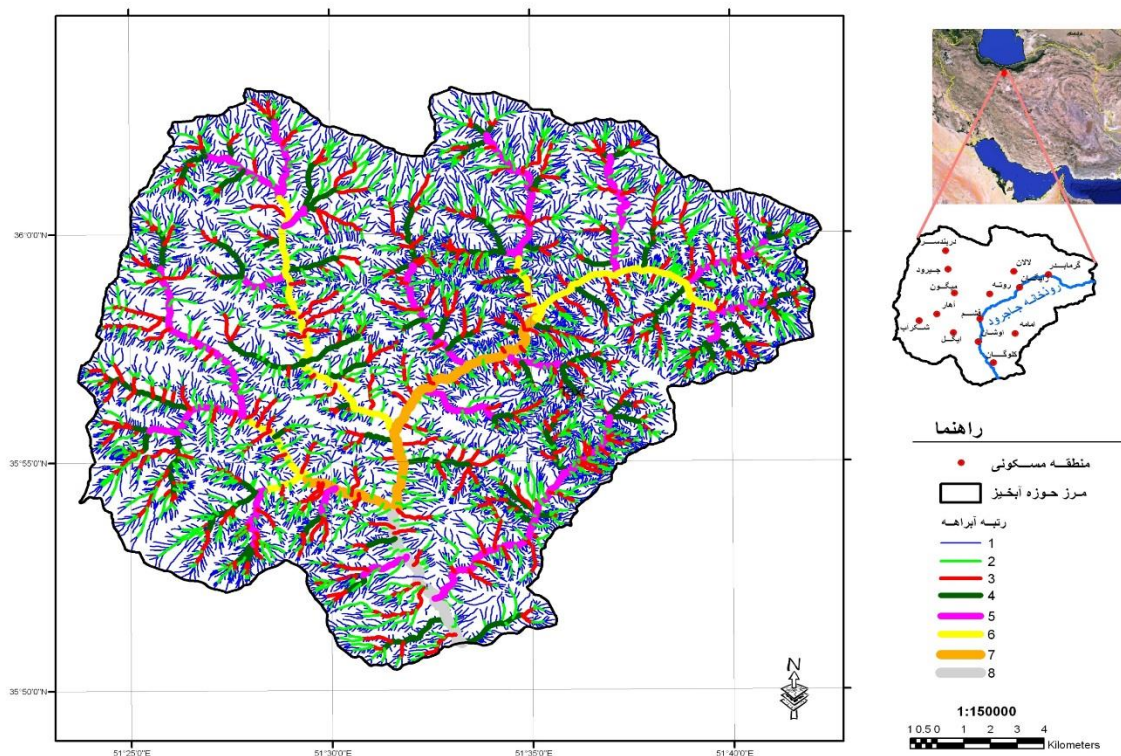 36°0'0"N
35°55'0"N
35°50'0"N
51°25'0"E
51°30'0"E
51°35'0"E
51°40'0"E
N
دربندسر
جیرود
میگون
آهار
شکراب
ایگل
لالان
گرمابدر
زایگان
روته
فشم
اوشان
امامه
کلوگان
رودخانه جاجرود
راهنما
منطقه مسکونی
مرز حوزه آبخیز
رتبه آبراهه
1
2
3
4
5
6
7
8
1:150000
1 0.5 0 1 2 3 4
Kilometers